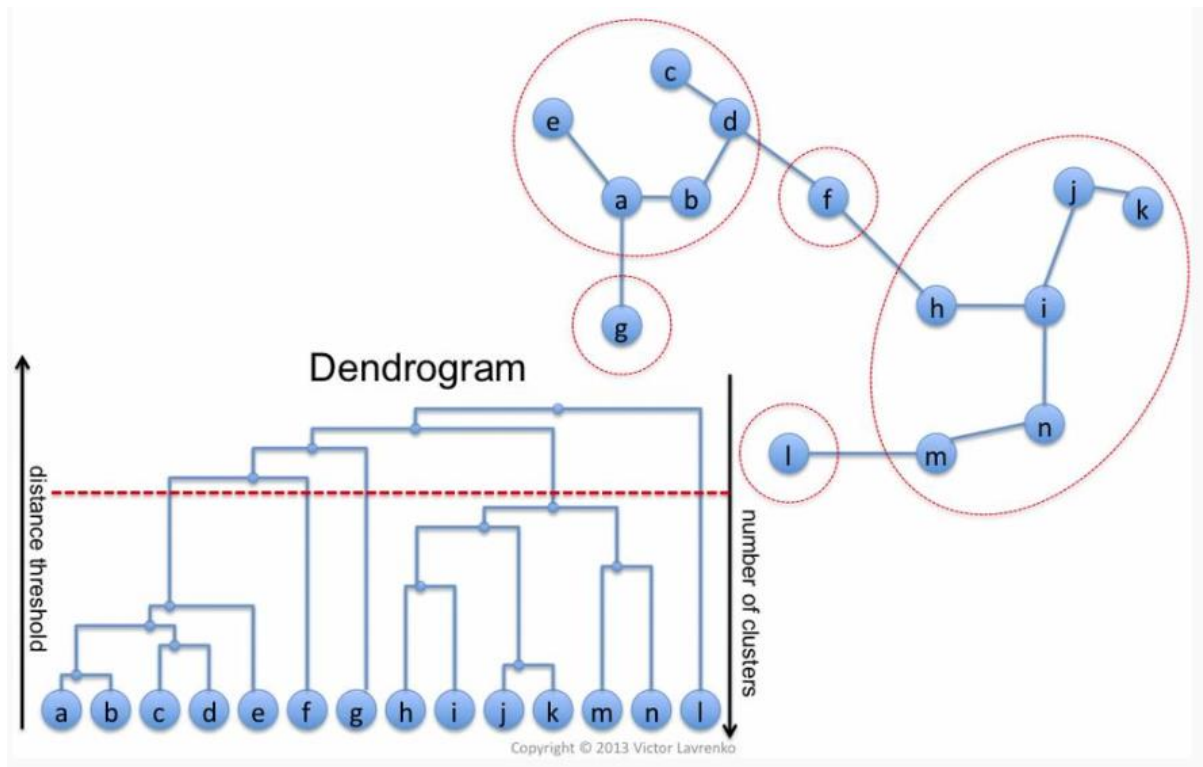 c
e
d
a
b
f
j
k
g
h
i
Dendrogram
l
m
n
distance threshold
number of clusters
a b c d e f g h i j k m n l
Copyright © 2013 Victor Lavrenko